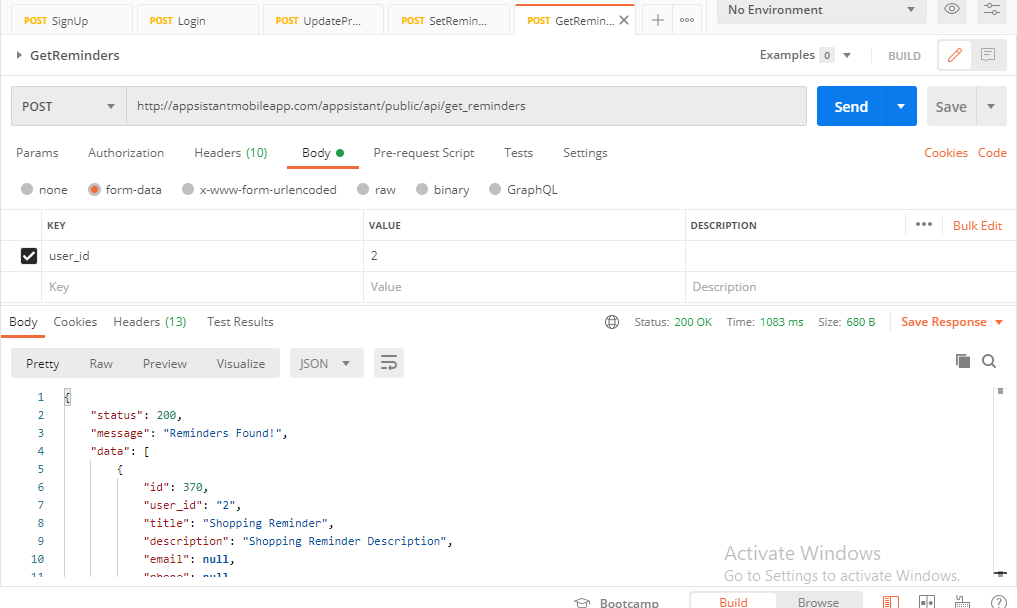 POST SignUp POST Login POST UpdatePr... POST SetRemin... POST GetRemin... No Environment
GetReminders Examples 0 BUILD
POST http://appsistantmobileapp.com/appsistant/public/api/get_reminders Send Save
Params Authorization Headers (10) Body Pre-request Script Tests Settings Cookies Code
none form-data x-www-form-urlencoded raw binary GraphQL
KEY VALUE DESCRIPTION Bulk Edit
user_id 2
Key Value Description
Body Cookies Headers (13) Test Results Status: 200 OK Time: 1083 ms Size: 680 B Save Response
Pretty Raw Preview Visualize JSON
1 {
2 "status": 200,
3 "message": "Reminders Found!",
4 "data": [
5 {
6 "id": 370,
7 "user_id": "2",
8 "title": "Shopping Reminder",
9 "description": "Shopping Reminder Description",
10 "email": null,
11 "phone": null
Activate Windows
Go to Settings to activate Windows.
Bootcamp Build Browse